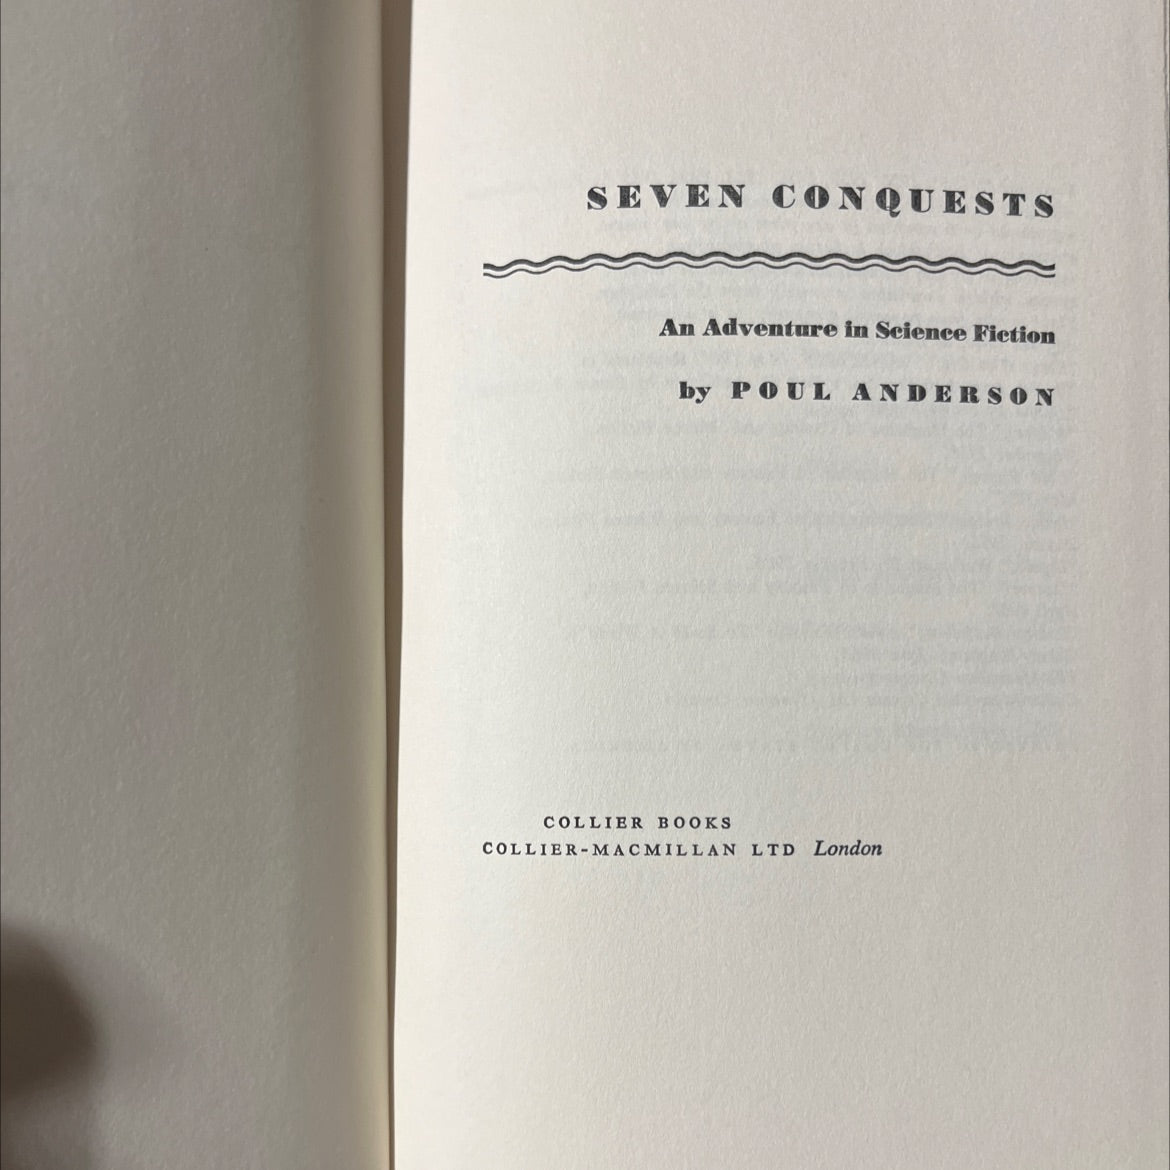 SEVEN CONQUESTS
An Adventure in Science Fiction
by POUL ANDERSON
COLLIER BOOKS
COLLIER-MACMILLAN LTD London